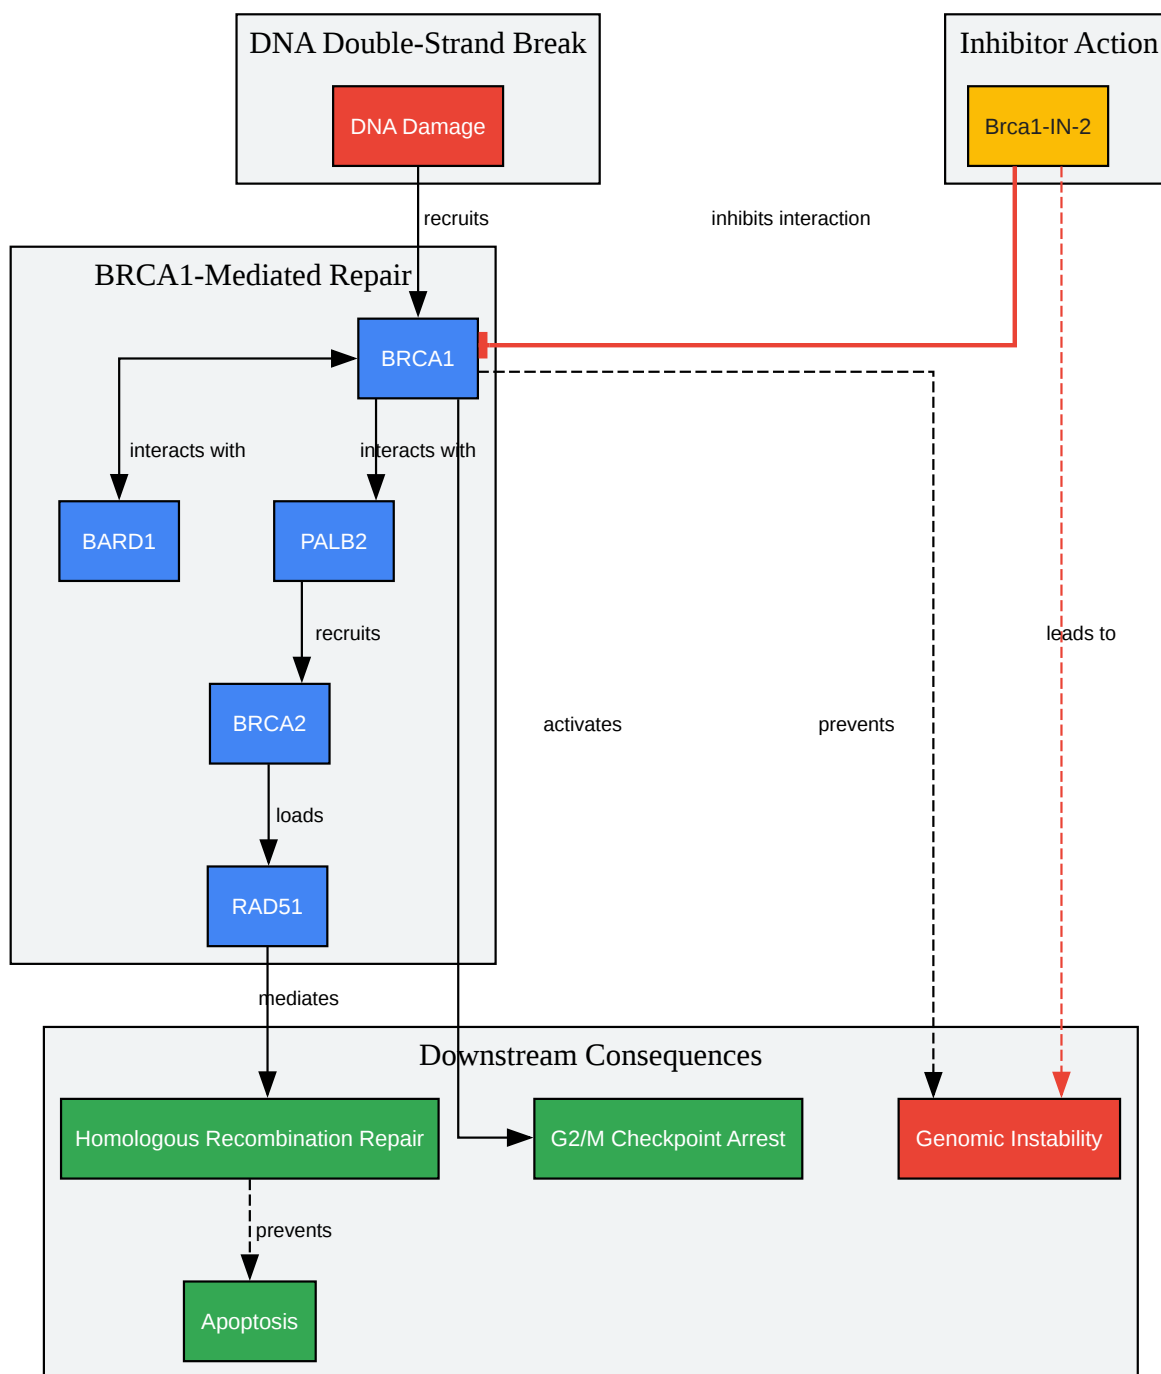 DNA Double-Strand Break
Inhibitor Action
DNA Damage
Brca1-IN-2
recruits
inhibits interaction
BRCA1-Mediated Repair
BRCA1
interacts with
interacts with
BARD1
PALB2
recruits
leads to
BRCA2
activates
prevents
loads
RAD51
mediates
Downstream Consequences
Homologous Recombination Repair
G2/M Checkpoint Arrest
Genomic Instability
prevents
Apoptosis